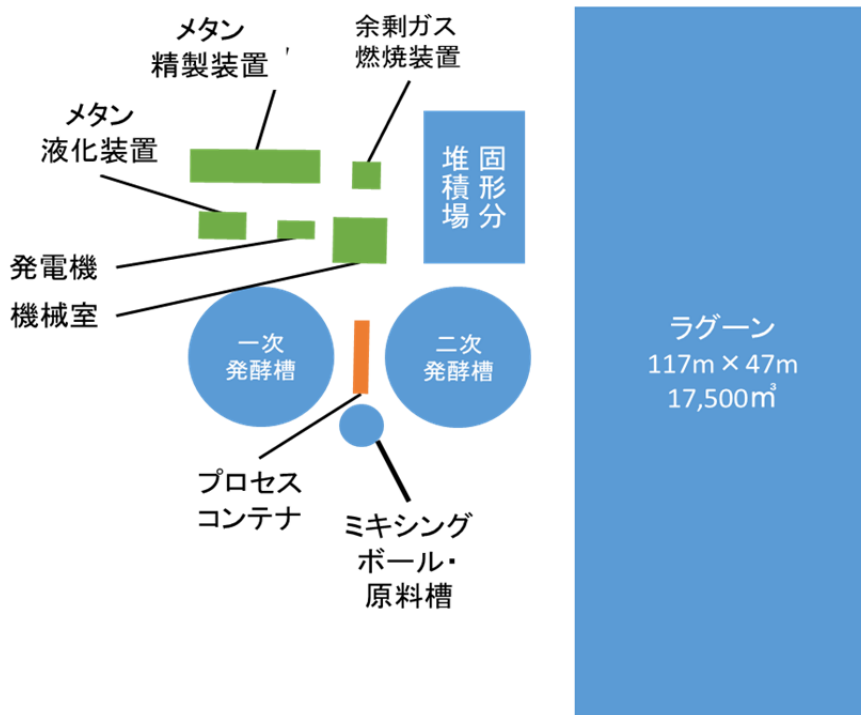 メタン
精製装置
余剰ガス
燃焼装置
メタン
液化装置
固形分
堆積場
発電機
機械室
一次
発酵槽
二次
発酵槽
ラグーン
117m×47m
17,500㎥
プロセス
コンテナ
ミキシング
ボール・
原料槽